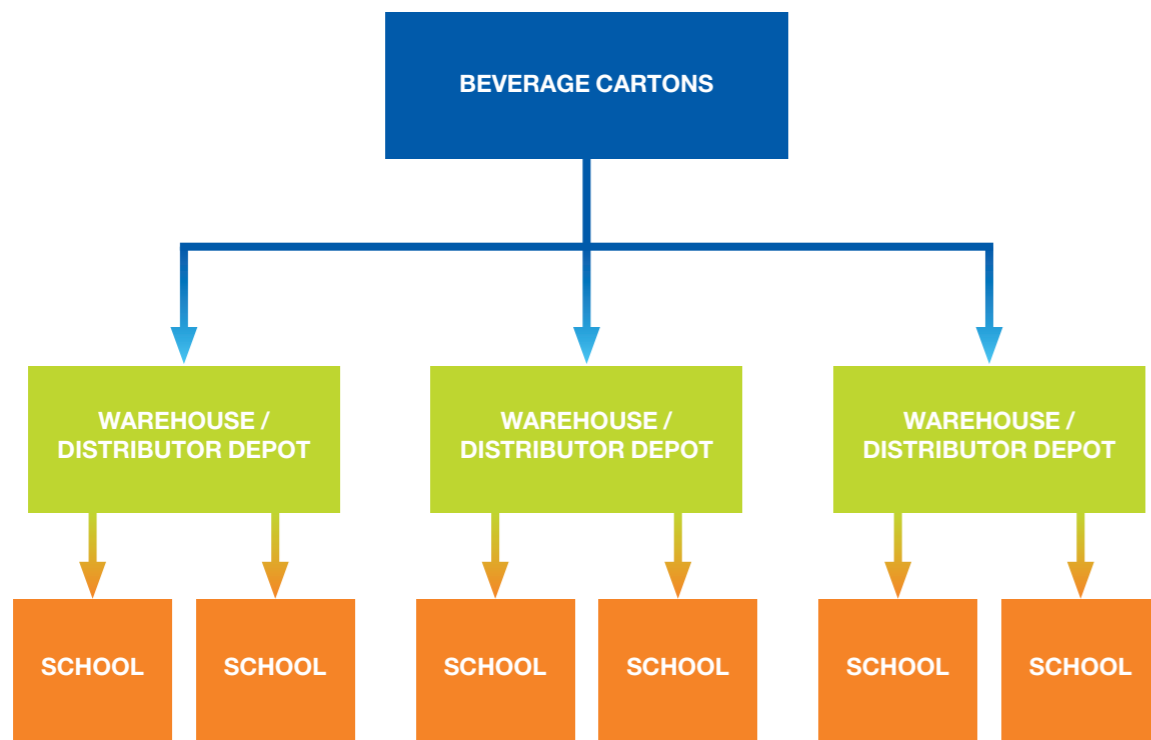 BEVERAGE CARTONS
WAREHOUSE /
DISTRIBUTOR DEPOT
WAREHOUSE /
DISTRIBUTOR DEPOT
WAREHOUSE /
DISTRIBUTOR DEPOT
SCHOOL
SCHOOL
SCHOOL
SCHOOL
SCHOOL
SCHOOL